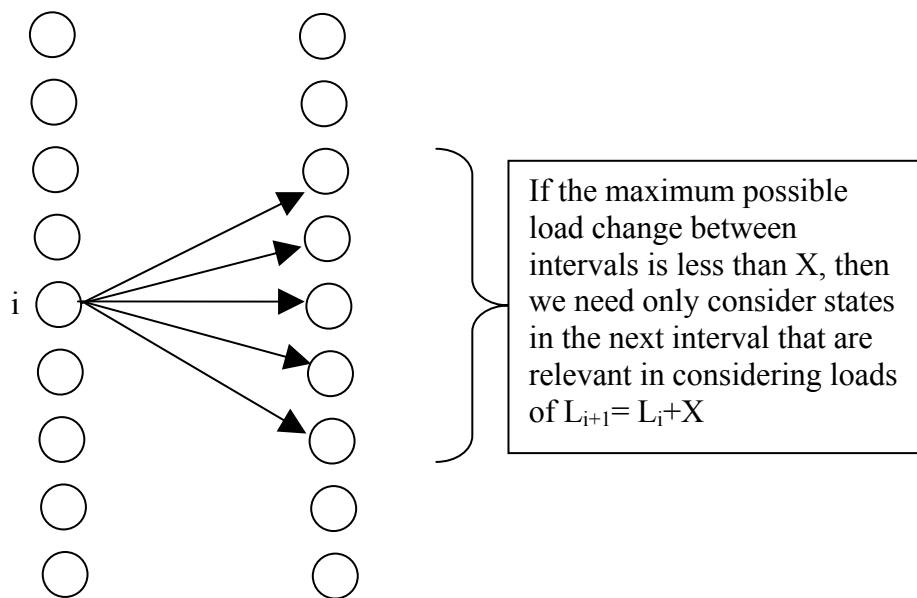 i
If the maximum possible
load change between
intervals is less than X, then
we need only consider states
in the next interval that are
relevant in considering loads
of Lᵢ₊₁= Lᵢ+X